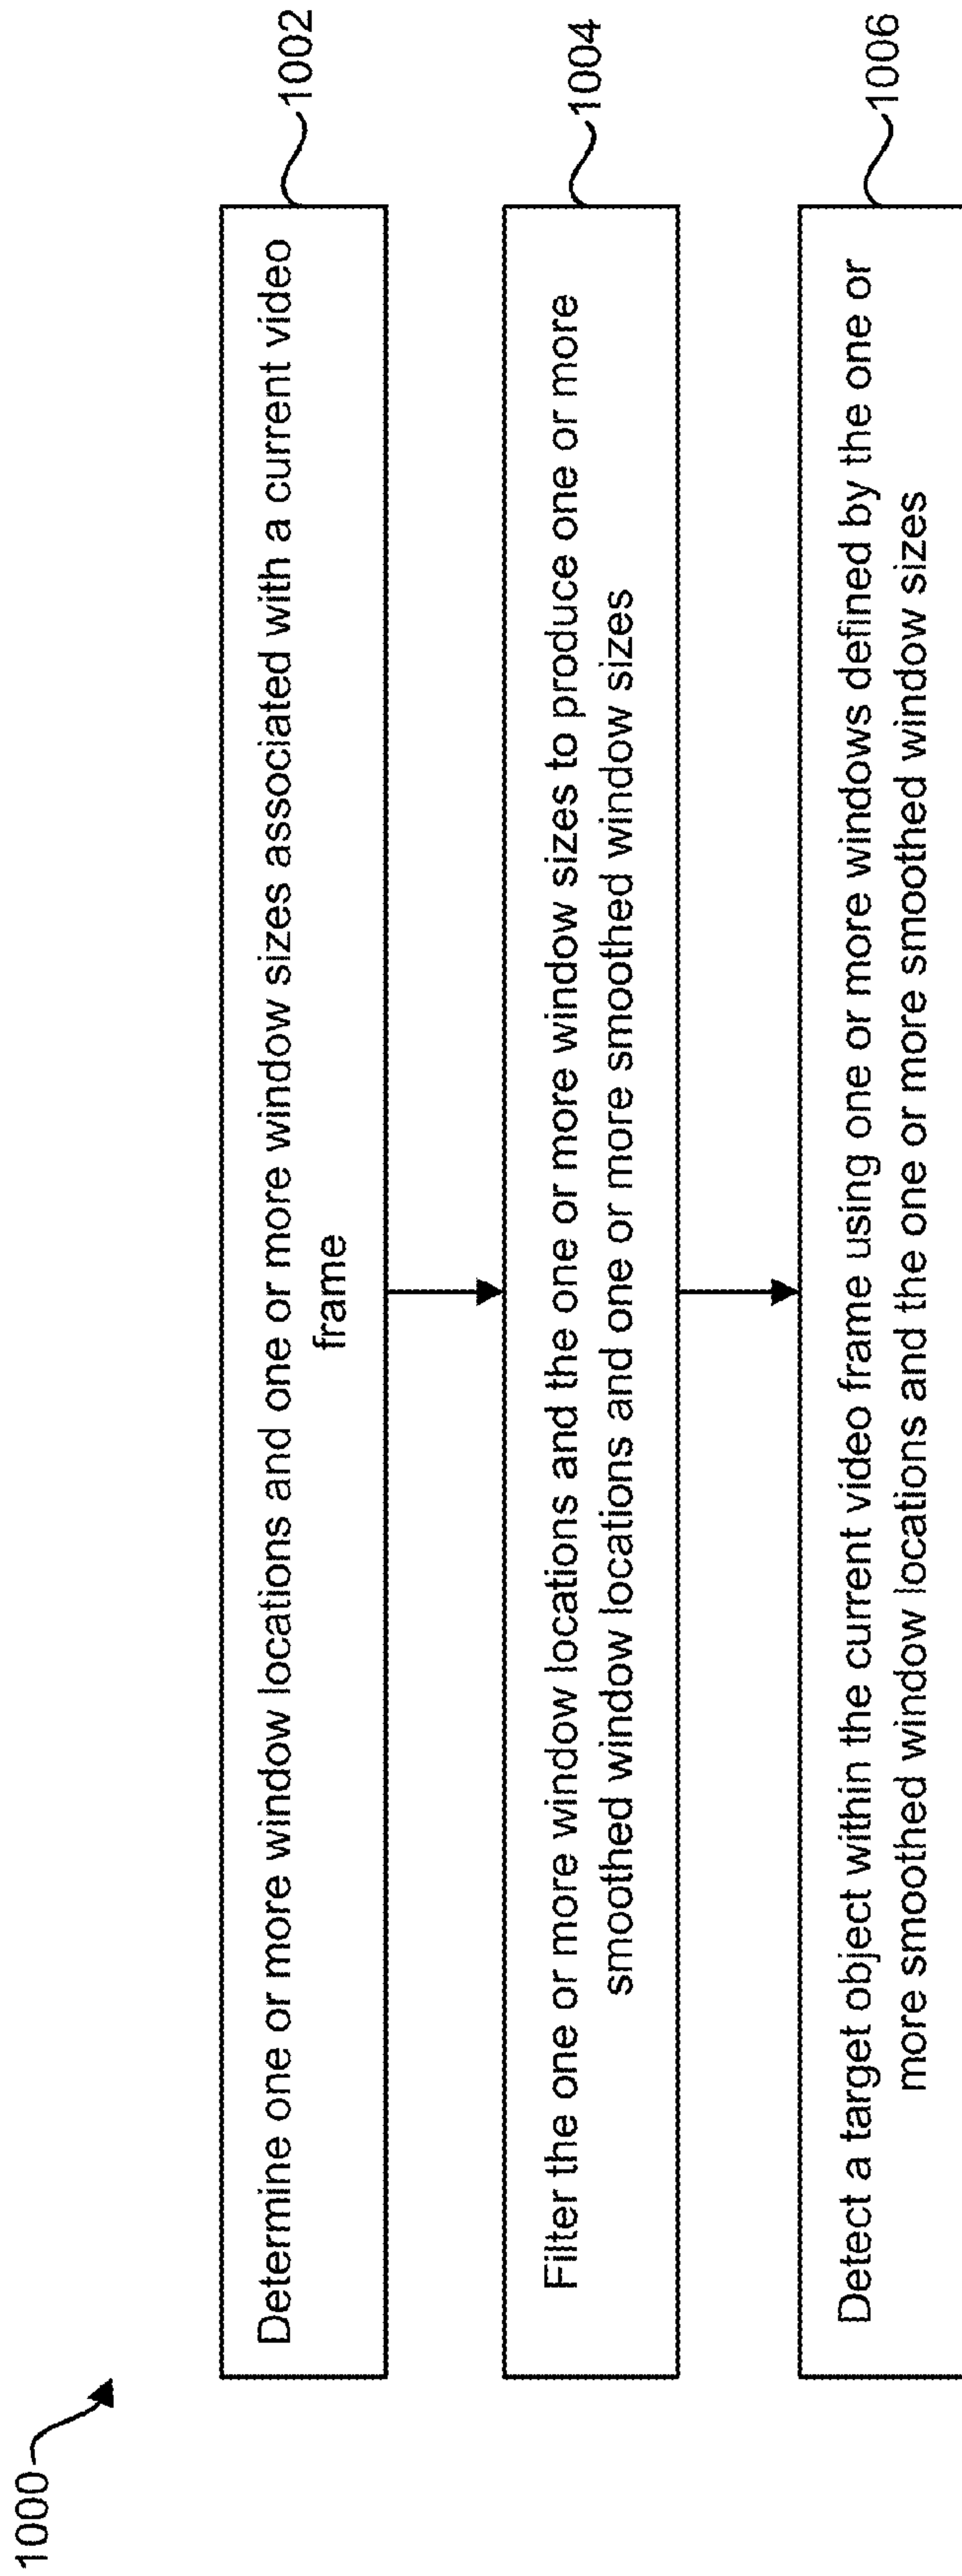 1000
Determine one or more window locations and one or more window sizes associated with a current video
frame
1002
Filter the one or more window locations and the one or more window sizes to produce one or more
smoothed window locations and one or more smoothed window sizes
1004
Detect a target object within the current video frame using one or more windows defined by the one or
more smoothed window locations and the one or more smoothed window sizes
1006